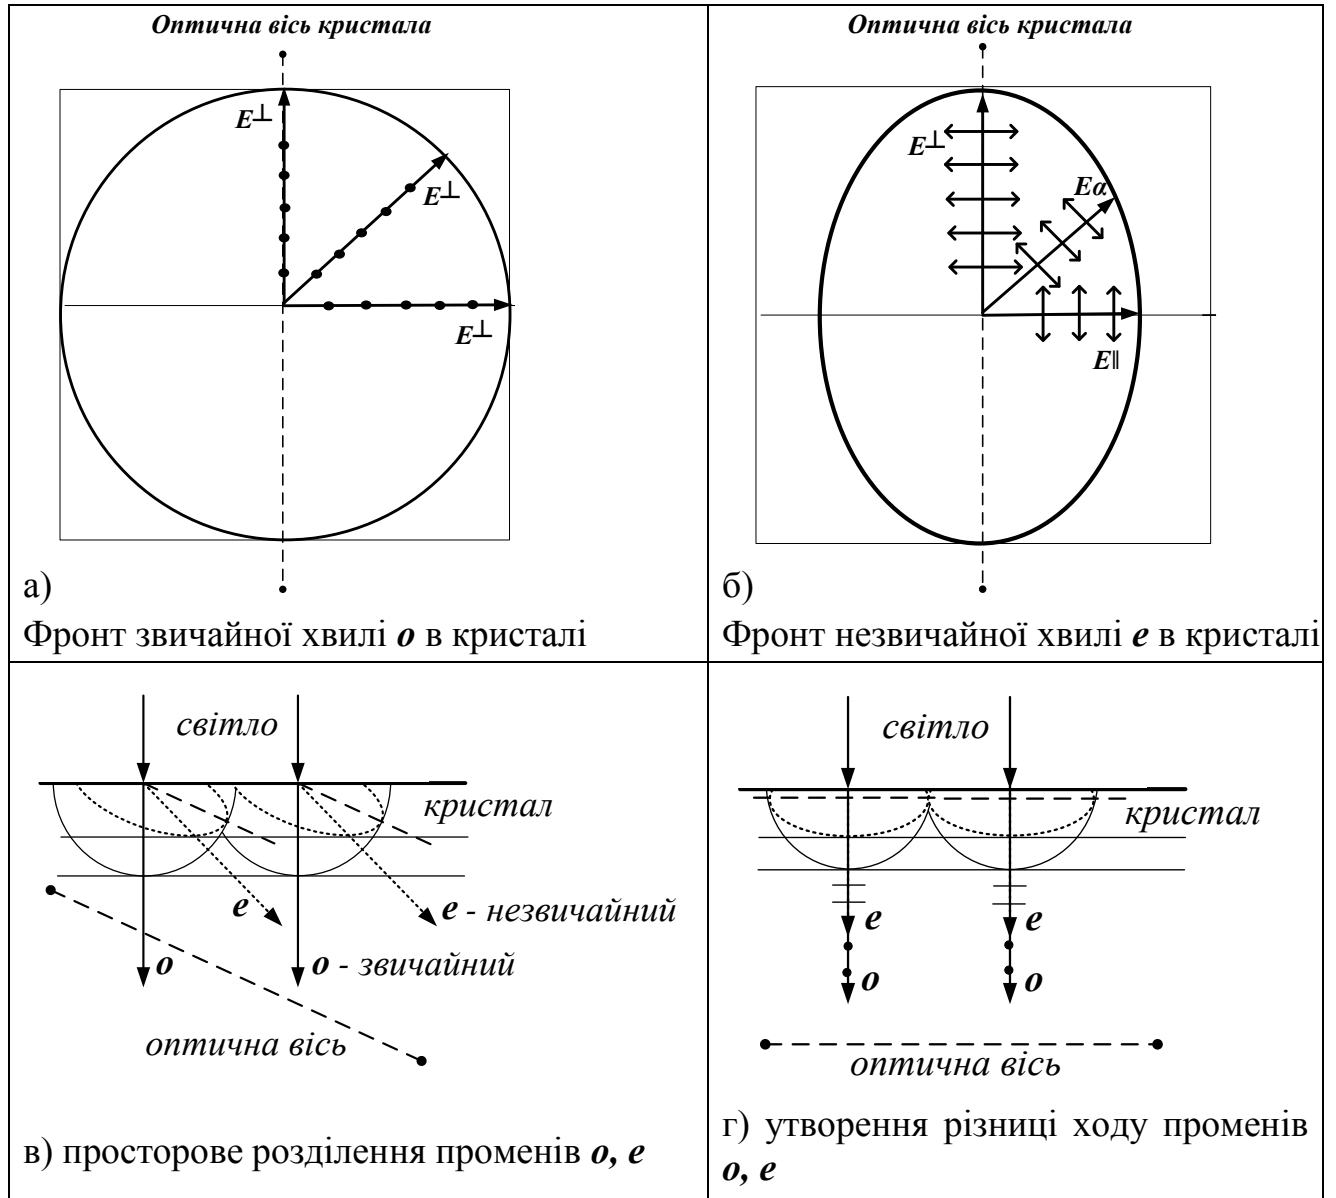 Оптична вісь кристала
E⊥
E⊥
E⊥
а)
Фронт звичайної хвилі о в кристалі
Оптична вісь кристала
E⊥
Eα
E||
б)
Фронт незвичайної хвилі е в кристалі
світло
кристал
е
е - незвичайний
о
о - звичайний
оптична вісь
в) просторове розділення променів о, е
світло
кристал
е
е
о
о
оптична вісь
г) утворення різниці ходу променів
о, е